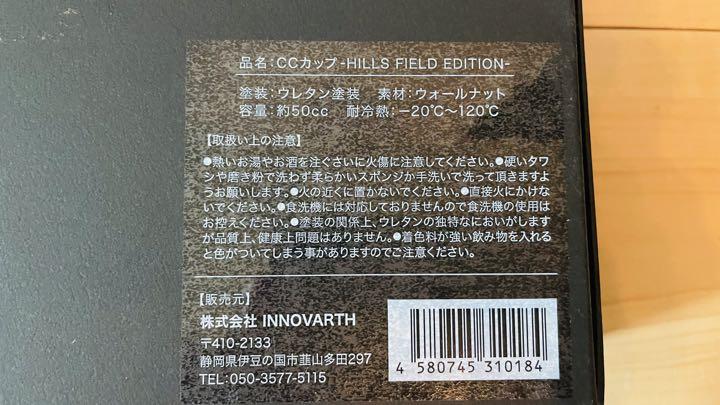 品名：CCカップ-HILLS FIELD EDITION-
塗装：ウレタン塗装　素材：ウォールナット
容量：約50cc　耐冷熱：−20℃〜120℃
【取扱い上の注意】
●熱いお湯やお酒を注ぐさいに火傷に注意してください。●硬いタワ
シや磨き粉で洗わず柔らかいスポンジか手洗いで洗って頂きますよ
うお願いします。●火の近くに置かないでください。●直接火にかけな
いでください。●食洗機には対応しておりませんので食洗機の使用は
お控えください。●塗装の関係上、ウレタンの独特なにおいがします
が品質上、健康上問題はありません。●着色料が強い飲み物を入れる
と色がついてしまう事がありますのでご注意ください。
【販売元】
株式会社 INNOVARTH
〒410-2133
静岡県伊豆の国市韮山多田297
TEL：050-3577-5115
4 580745 310184